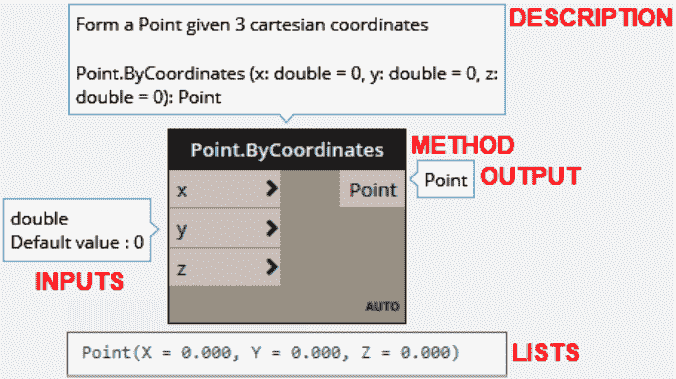 Form a Point given 3 cartesian coordinates
DESCRIPTION
Point.ByCoordinates (x: double = 0, y: double = 0, z:
double = 0): Point
Point.ByCoordinates
METHOD
x
Point
Point
OUTPUT
double
Default value : 0
y
INPUTS
z
AUTO
Point(X = 0.000, Y = 0.000, Z = 0.000)
LISTS